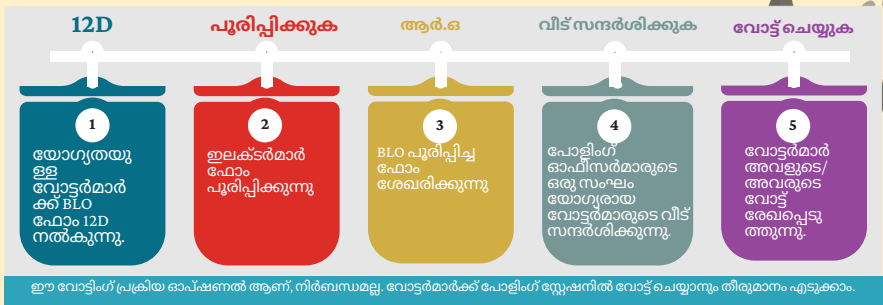 12D
പൂരിപ്പിക്കുക
ആർ.ഒ
വീട് സന്ദർശിക്കുക
വോട്ട് ചെയ്യുക
1
യോഗ്യതയു
ള്ള
വോട്ടർമാർ
ക്ക് BLO
ഫോം 12D
നൽകുന്നു.
2
ഇലക്ടർമാർ
ഫോം
പൂരിപ്പിക്കുന്നു
3
BLO പൂരിപ്പിച്ച
ഫോം
ശേഖരിക്കുന്നു
4
പോളിംഗ്
ഓഫീസർമാരുടെ
ഒരു സംഘം
യോഗ്യരായ
വോട്ടർമാരുടെ വീട്
സന്ദർശിക്കുന്നു.
5
വോട്ടർമാർ
അവളുടെ/
അവരുടെ
വോട്ട്
രേഖപ്പെടു
ത്തുന്നു.
ഈ വോട്ടിംഗ് പ്രക്രിയ ഓപ്ഷണൽ ആണ്, നിർബന്ധമല്ല. വോട്ടർമാർക്ക് പോളിംഗ് സ്റ്റേഷനിൽ വോട്ട് ചെയ്യാനും തീരുമാനം എടുക്കാം.